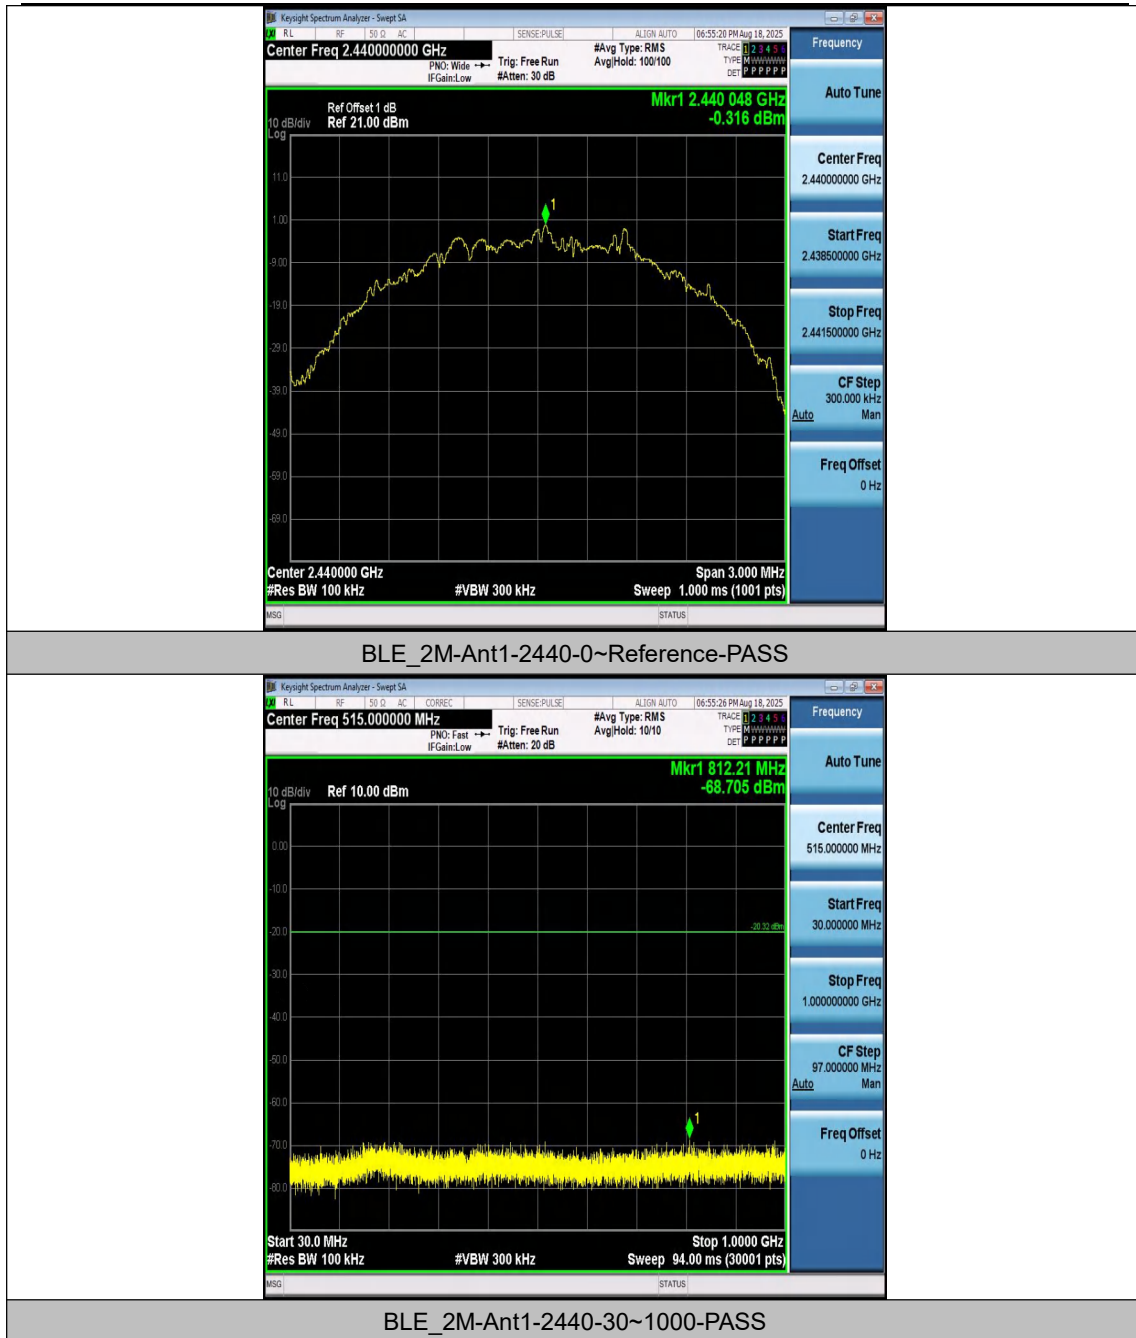 Keysight Spectrum Analyzer - Swept SA
RL RF 50 Ω AC SENSE:PULSE ALIGN AUTO 06:55:20 PM Aug 18, 2025
Center Freq 2.440000000 GHz
PNO: Wide
IFGain:Low
Trig: Free Run
#Atten: 30 dB
#Avg Type: RMS
Avg|Hold: 100/100
TRACE 1 2 3 4 5 6
TYPE M WWWWW
DET P P P P P P
Mkr1 2.440 048 GHz
-0.316 dBm
Ref Offset 1 dB
10 dB/div Ref 21.00 dBm
Log
11.0
1.00
-9.00
-19.0
-29.0
-39.0
-49.0
-59.0
-69.0
1
Center 2.440000 GHz Span 3.000 MHz
#Res BW 100 kHz #VBW 300 kHz Sweep 1.000 ms (1001 pts)
MSG STATUS
Frequency
Auto Tune
Center Freq
2.440000000 GHz
Start Freq
2.438500000 GHz
Stop Freq
2.441500000 GHz
CF Step
300.000 kHz
Auto Man
Freq Offset
0 Hz
BLE_2M-Ant1-2440-0~Reference-PASS
Keysight Spectrum Analyzer - Swept SA
RL RF 50 Ω AC CORREC SENSE:PULSE ALIGN AUTO 06:55:26 PM Aug 18, 2025
Center Freq 515.000000 MHz
PNO: Fast
IFGain:Low
Trig: Free Run
#Atten: 20 dB
#Avg Type: RMS
Avg|Hold: 10/10
TRACE 1 2 3 4 5 6
TYPE M WWWWW
DET P P P P P P
Mkr1 812.21 MHz
-68.705 dBm
10 dB/div Ref 10.00 dBm
Log
0.00
-10.0
-20.0
-30.0
-40.0
-50.0
-60.0
-70.0
-80.0
-20.32 dBm
1
Start 30.0 MHz Stop 1.0000 GHz
#Res BW 100 kHz #VBW 300 kHz Sweep 94.00 ms (30001 pts)
MSG STATUS
Frequency
Auto Tune
Center Freq
515.000000 MHz
Start Freq
30.000000 MHz
Stop Freq
1.000000000 GHz
CF Step
97.000000 MHz
Auto Man
Freq Offset
0 Hz
BLE_2M-Ant1-2440-30~1000-PASS